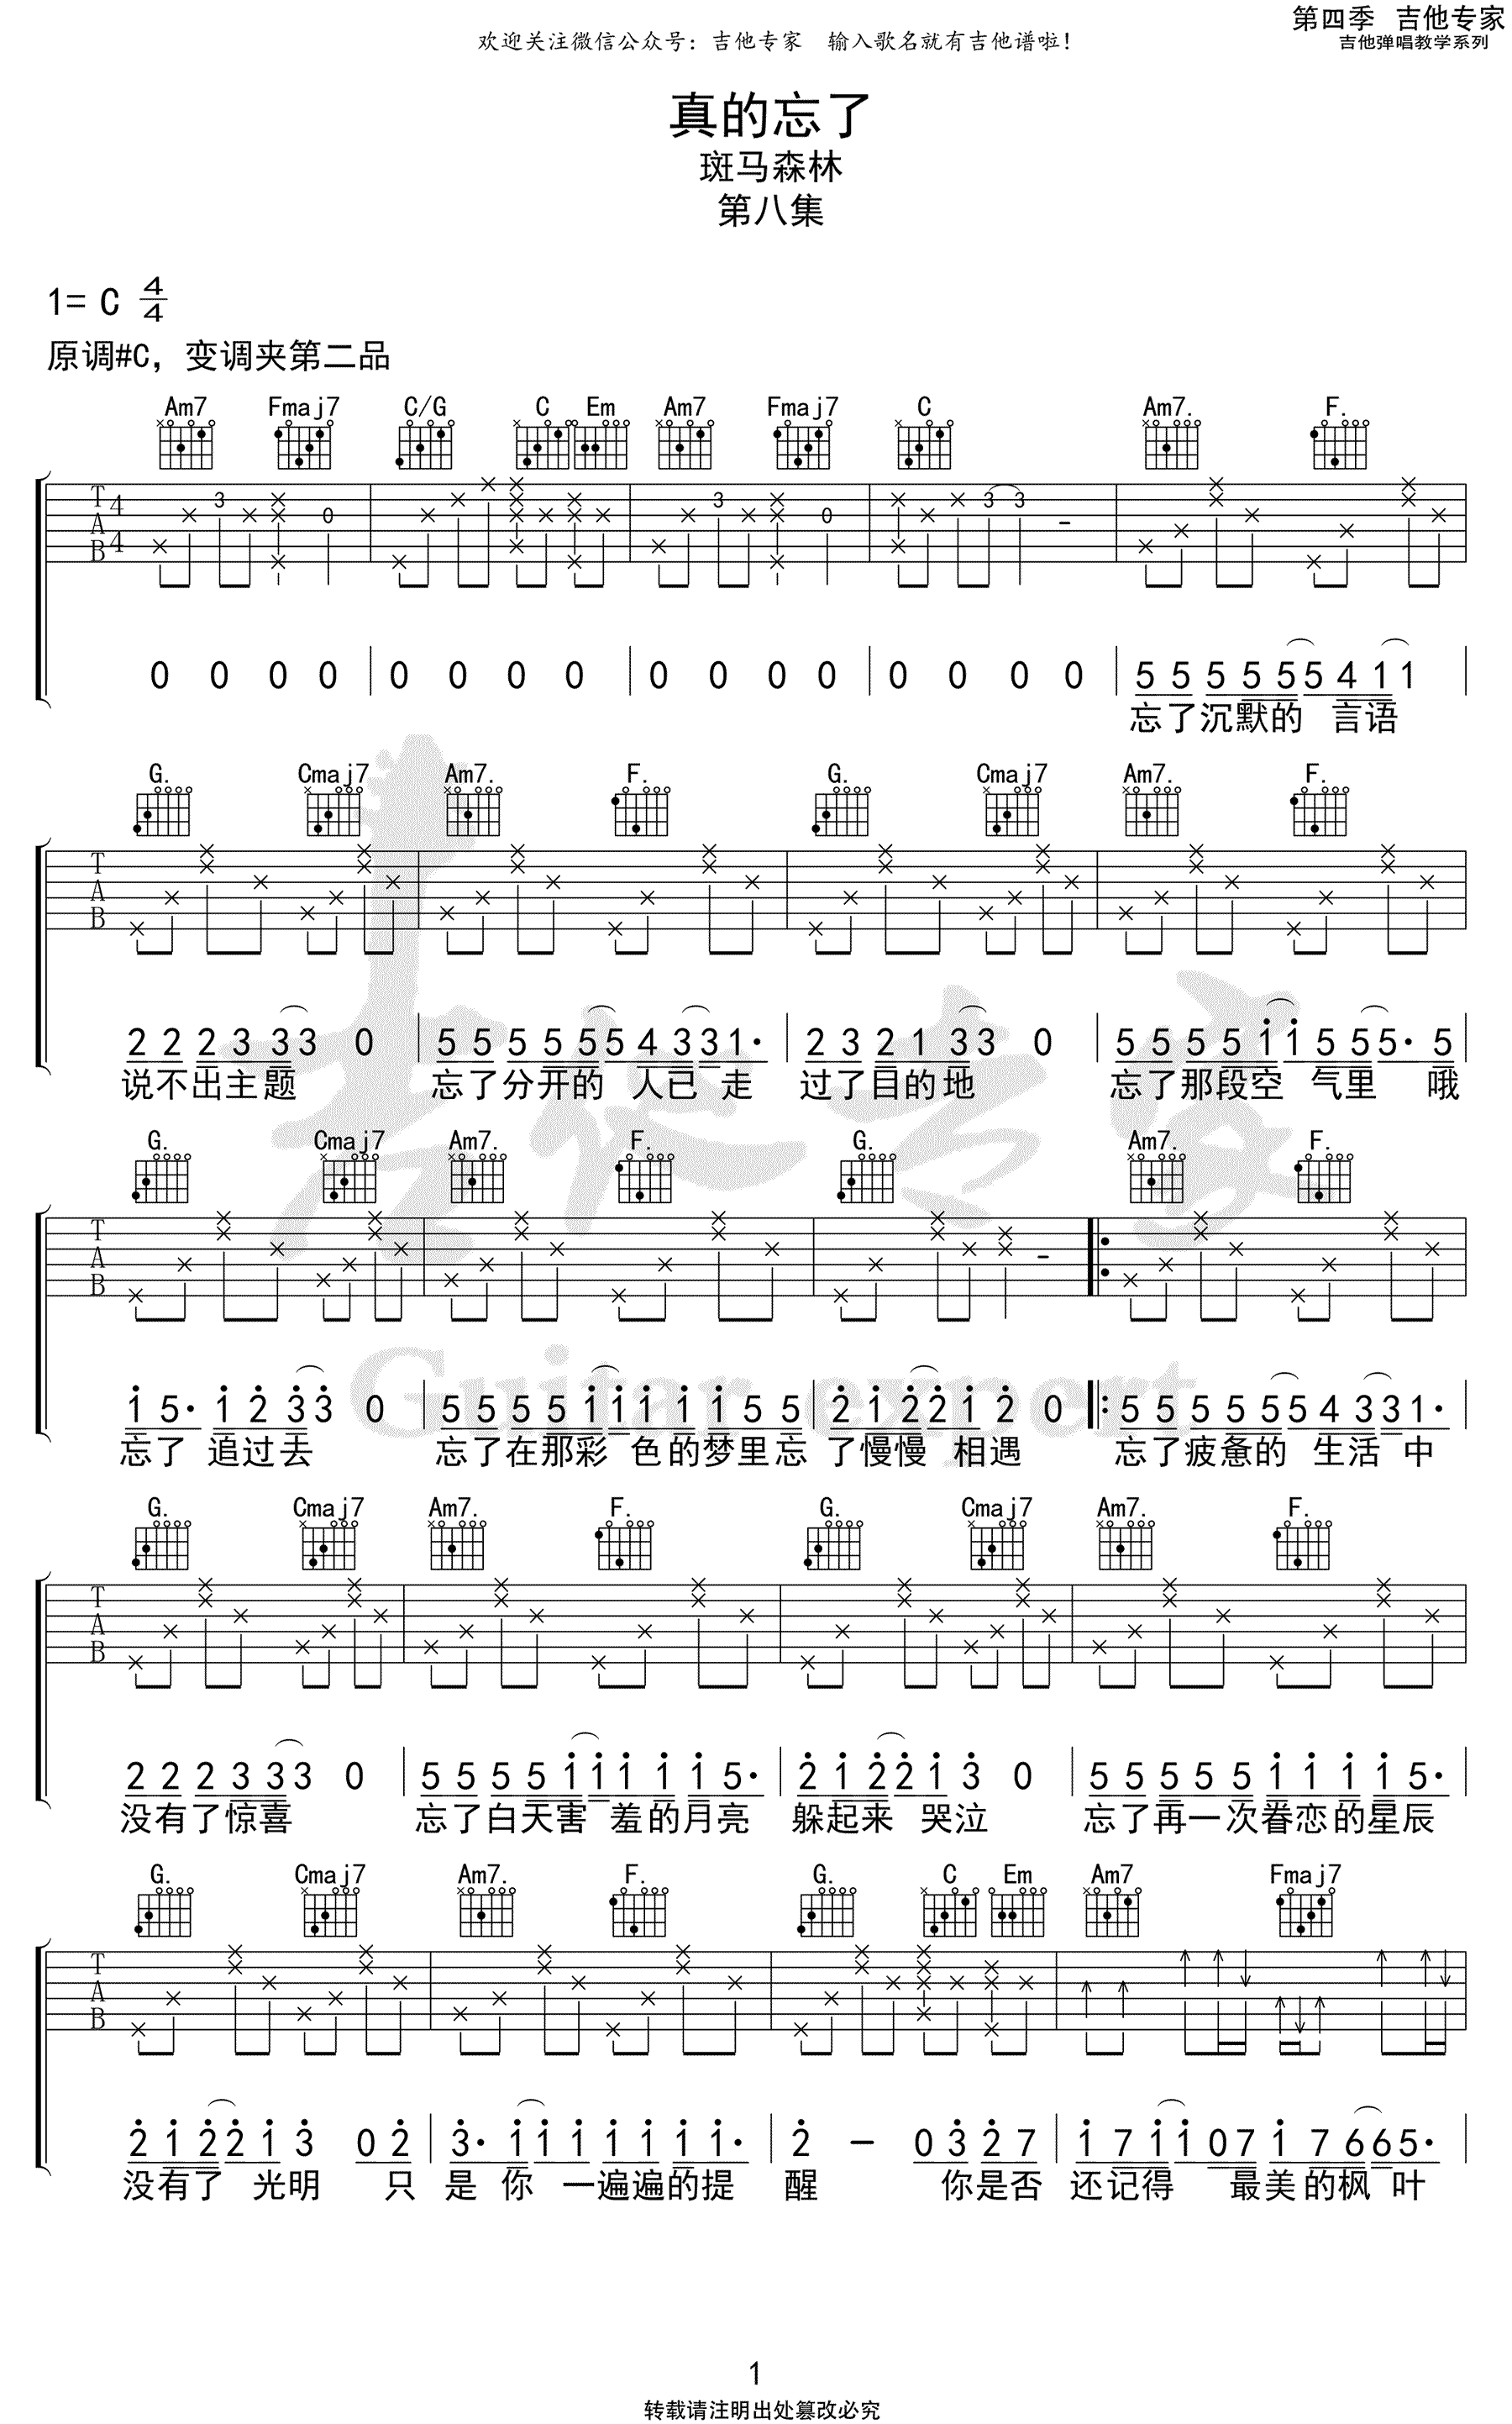 第四季 吉他专家
欢迎关注微信公众号：吉他专家 输入歌名就有吉他谱啦！
吉他弹唱教学系列
真的忘了
斑马森林
第八集
1= C 4/4
原调#C，变调夹第二品
Am7 Fmaj7 C/G C Em Am7 Fmaj7 C Am7. F.
T A B 4 4 3 0 3 0 3 3 -
0 0 0 0 0 0 0 0 0 0 0 0 0 0 0 0 5 5 5 5 5 5 4 1 1
忘了沉默的 言语
G. Cmaj7 Am7. F. G. Cmaj7 Am7. F.
T A B
2 2 2 3 3 3 0 5 5 5 5 5 5 4 3 3 1· 2 3 2 1 3 3 0 5 5 5 5 1 1 5 5 5· 5
说不出主题 忘了分开的 人已 走 过了目的地 忘了那段空 气里 哦
G. Cmaj7 Am7. F. G. Am7. F.
T A B -
1 5· 1 2 3 3 0 5 5 5 5 1 1 1 1 1 5 5 2 1 2 2 1 2 0 5 5 5 5 5 5 4 3 3 1·
忘了 追过去 忘了在那彩 色的梦里忘 了慢慢 相遇 忘了疲惫的 生活 中
吉他专家
Guitar expert
G. Cmaj7 Am7. F. G. Cmaj7 Am7. F.
T A B
2 2 2 3 3 3 0 5 5 5 5 1 1 1 1 1 5· 2 1 2 2 1 3 0 5 5 5 5 5 1 1 1 1 5·
没有了惊喜 忘了白天害 羞的月亮 躲起来 哭泣 忘了再一次眷恋的星辰
G. Cmaj7 Am7. F. G. C Em Am7 Fmaj7
T A B
2 1 2 2 1 3 0 2 3· 1 1 1 1 1 1 1· 2 - 0 3 2 7 1 7 1 1 0 7 1 7 6 6 5·
没有了 光明 只 是 你 一遍遍的提 醒 你是否 还记得 最美的枫 叶
1
转载请注明出处篡改必究